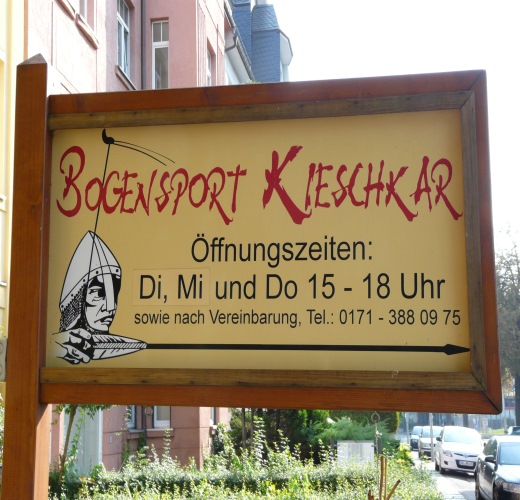 BOGENSPORT KIESCHKAR
Öffnungszeiten:
Di, Mi und Do 15 - 18 Uhr
sowie nach Vereinbarung, Tel.: 0171 - 388 09 75